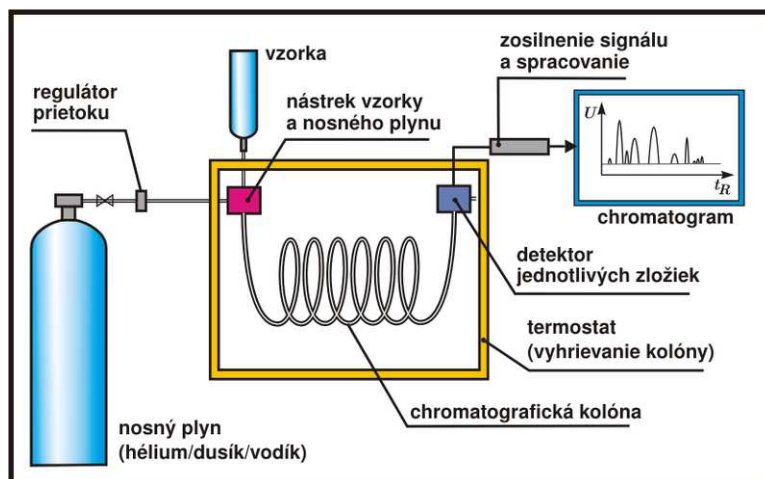 vzorka
zosilnenie signálu
a spracovanie
regulátor
prietoku
nástrek vzorky
a nosného plynu
U
t_R
chromatogram
detektor
jednotlivých zložiek
termostat
(vyhrievanie kolóny)
chromatografická kolóna
nosný plyn
(hélium/dusík/vodík)